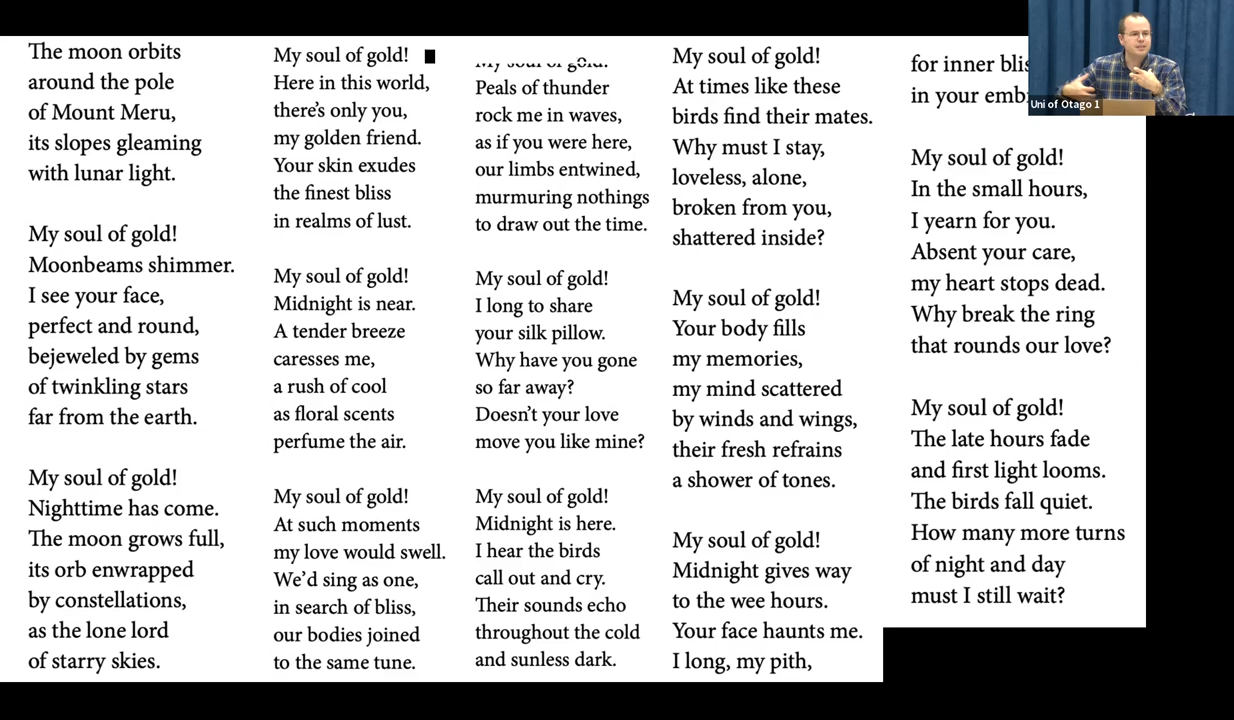 The moon orbits
around the pole
of Mount Meru,
its slopes gleaming
with lunar light.
My soul of gold!
Moonbeams shimmer.
I see your face,
perfect and round,
bejeweled by gems
of twinkling stars
far from the earth.
My soul of gold!
Nighttime has come.
The moon grows full,
its orb enwrapped
by constellations,
as the lone lord
of starry skies.
My soul of gold!
Here in this world,
there's only you,
my golden friend.
Your skin exudes
the finest bliss
in realms of lust.
My soul of gold!
Midnight is near.
A tender breeze
caresses me,
a rush of cool
as floral scents
perfume the air.
My soul of gold!
At such moments
my love would swell.
We'd sing as one,
in search of bliss,
our bodies joined
to the same tune.
My soul of gold!
Peals of thunder
rock me in waves,
as if you were here,
our limbs entwined,
murmuring nothings
to draw out the time.
My soul of gold!
I long to share
your silk pillow.
Why have you gone
so far away?
Doesn't your love
move you like mine?
My soul of gold!
Midnight is here.
I hear the birds
call out and cry.
Their sounds echo
throughout the cold
and sunless dark.
My soul of gold!
At times like these
birds find their mates.
Why must I stay,
loveless, alone,
broken from you,
shattered inside?
My soul of gold!
Your body fills
my memories,
my mind scattered
by winds and wings,
their fresh refrains
a shower of tones.
My soul of gold!
Midnight gives way
to the wee hours.
Your face haunts me.
I long, my pith,
for inner
in your
My soul of gold!
In the small hours,
I yearn for you.
Absent your care,
my heart stops dead.
Why break the ring
that rounds our love?
My soul of gold!
The late hours fade
and first light looms.
The birds fall quiet.
How many more turns
of night and day
must I still wait?
Uni of Otago 1